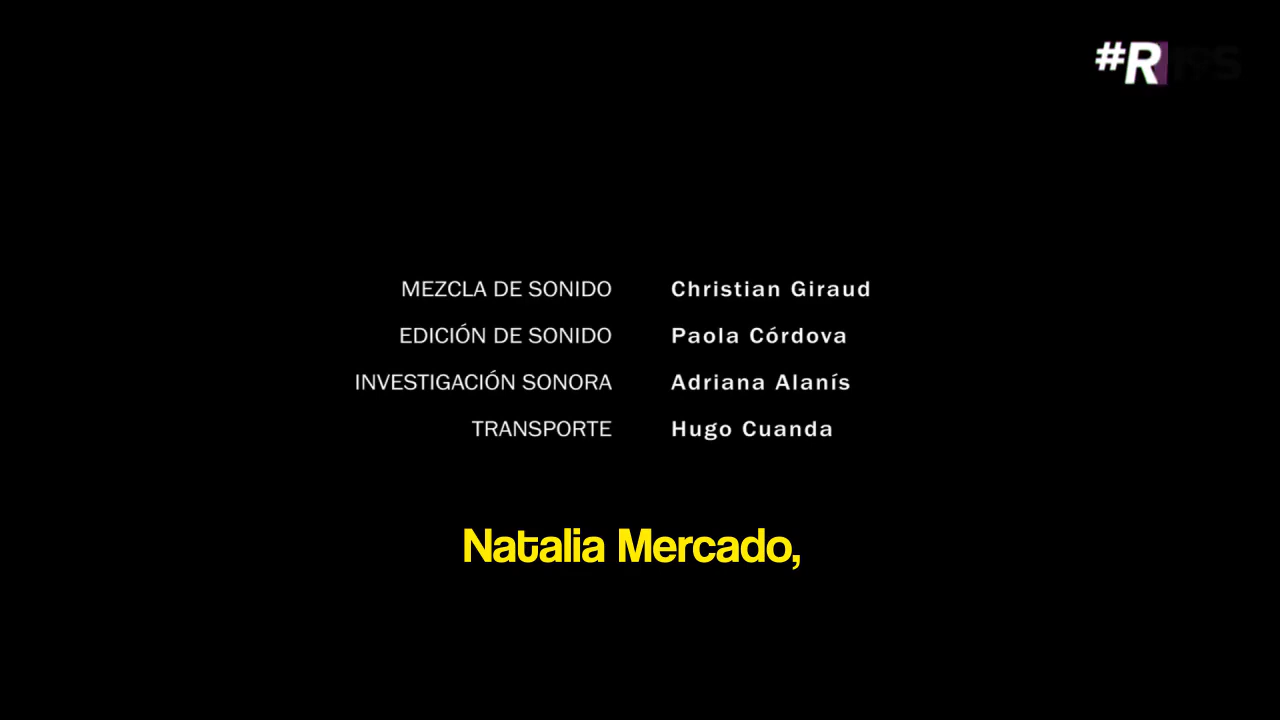 #R
MEZCLA DE SONIDO Christian Giraud
EDICIÓN DE SONIDO Paola Córdova
INVESTIGACIÓN SONORA Adriana Alanís
TRANSPORTE Hugo Cuanda
Natalia Mercado,